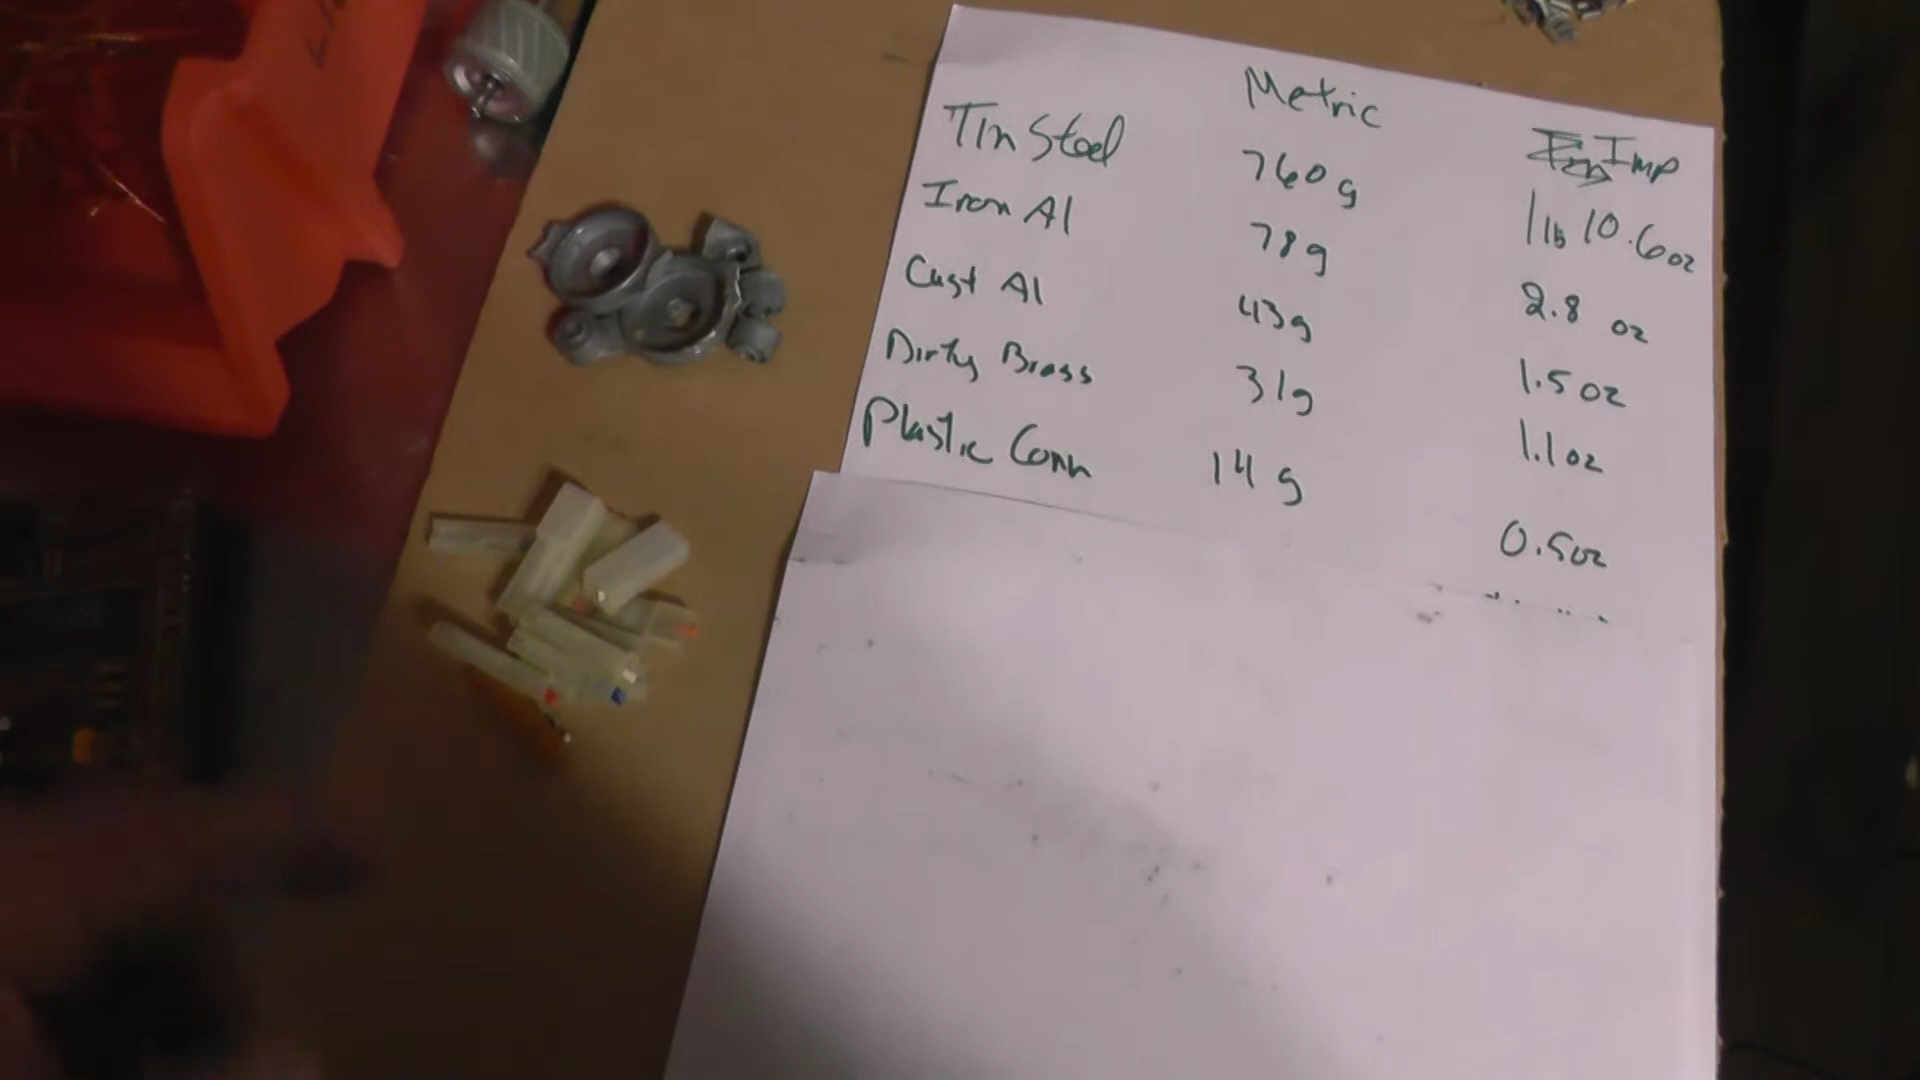 Metric Imp
Tin Steel 760g 1lb 10.6oz
Iron Al 78g 2.8 oz
Cast Al 43g 1.5oz
Dirty Brass 31g 1.1oz
Plastic Conn 14g 0.5oz